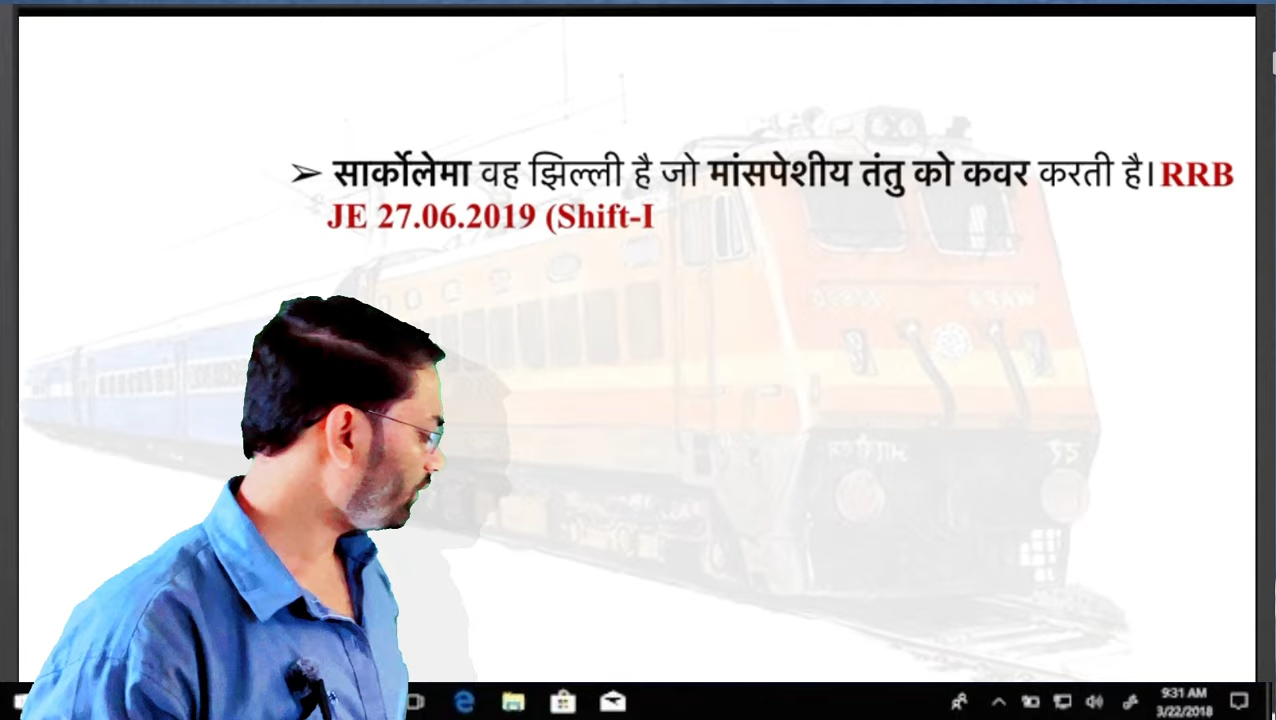 ➢ सार्कोलेमा वह झिल्ली है जो मांसपेशीय तंतु को कवर करती है। RRB
JE 27.06.2019 (Shift-I
9:31 AM
3/22/2018